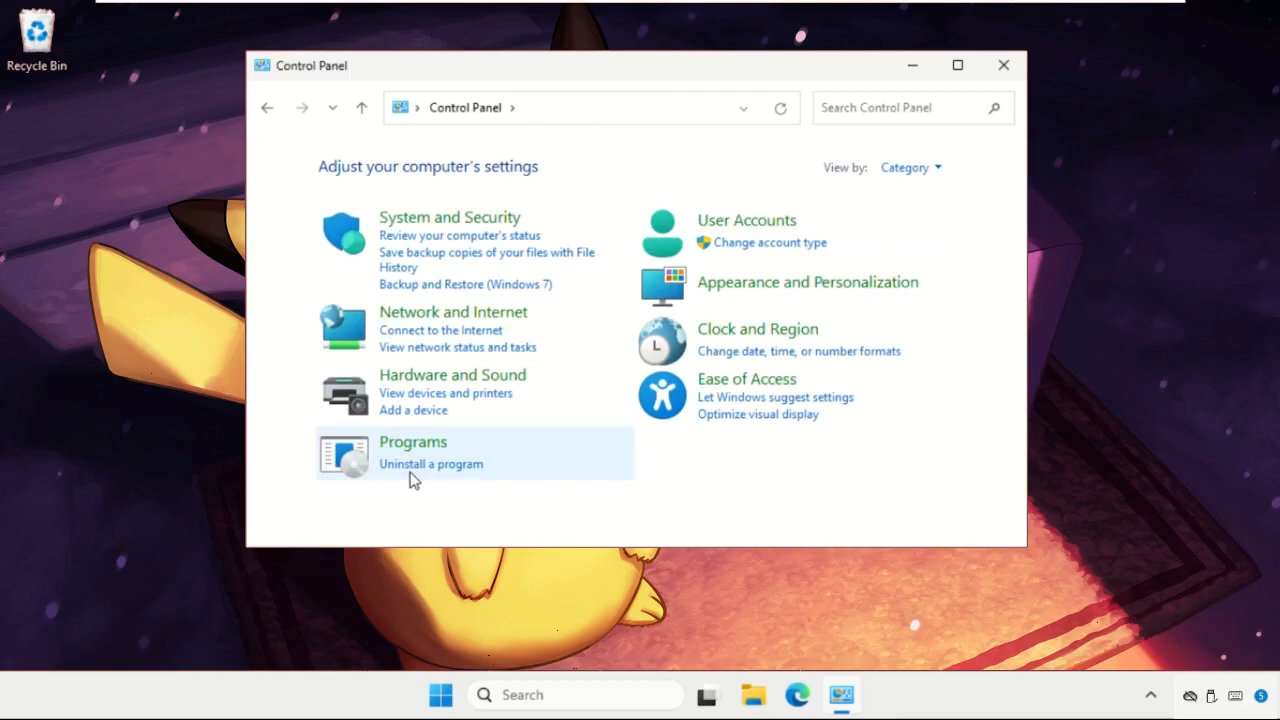 Recycle Bin
Control Panel
Control Panel
Search Control Panel
Adjust your computer's settings
View by: Category
System and Security
Review your computer's status
Save backup copies of your files with File
History
Backup and Restore (Windows 7)
Network and Internet
Connect to the Internet
View network status and tasks
Hardware and Sound
View devices and printers
Add a device
Programs
Uninstall a program
User Accounts
Change account type
Appearance and Personalization
Clock and Region
Change date, time, or number formats
Ease of Access
Let Windows suggest settings
Optimize visual display
Search
5